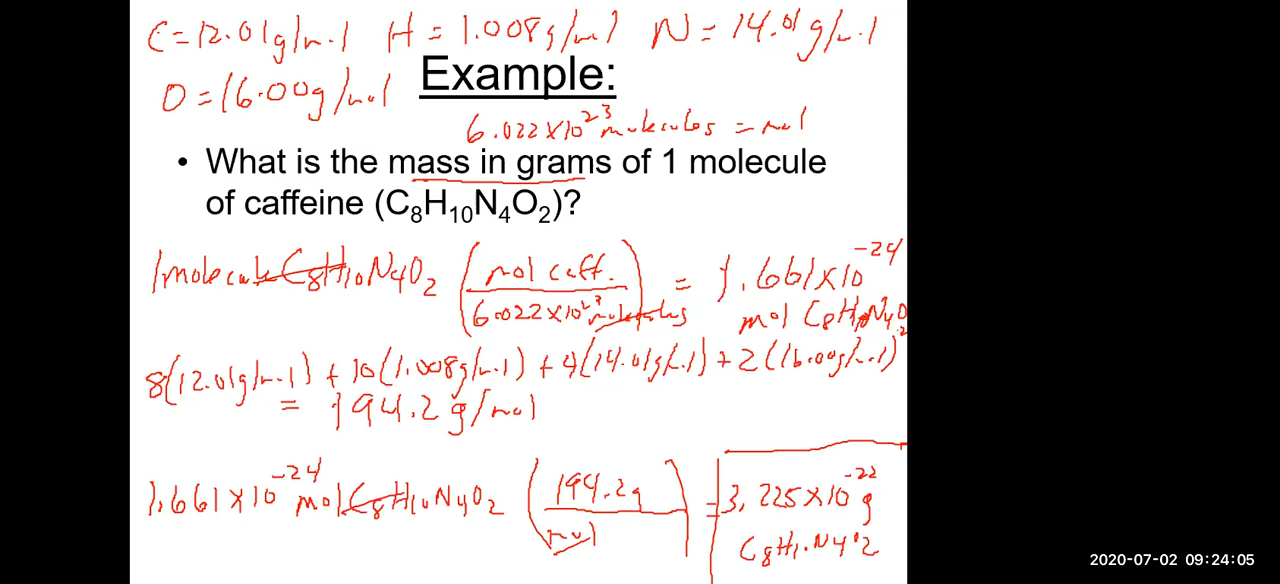 C = 12.01 g/mol H = 1.008 g/mol N = 14.01 g/mol
O = 16.00 g/mol Example:
6.022 X 10²³ molecules = mol
• What is the mass in grams of 1 molecule
of caffeine (C₈H₁₀N₄O₂)?
1 molecule C₈H₁₀N₄O₂ (mol caff. / 6.022 X 10²³ molecules) = 1.661 X 10⁻²⁴
mol C₈H₁₀N₄O₂
8(12.01 g/mol) + 10(1.008 g/mol) + 4(14.01 g/mol) + 2(16.00 g/mol)
= 194.2 g/mol
1.661 X 10⁻²⁴ mol C₈H₁₀N₄O₂ (194.2 g / mol) = 3.225 X 10⁻²² g
C₈H₁₀N₄O₂
2020-07-02 09:24:05